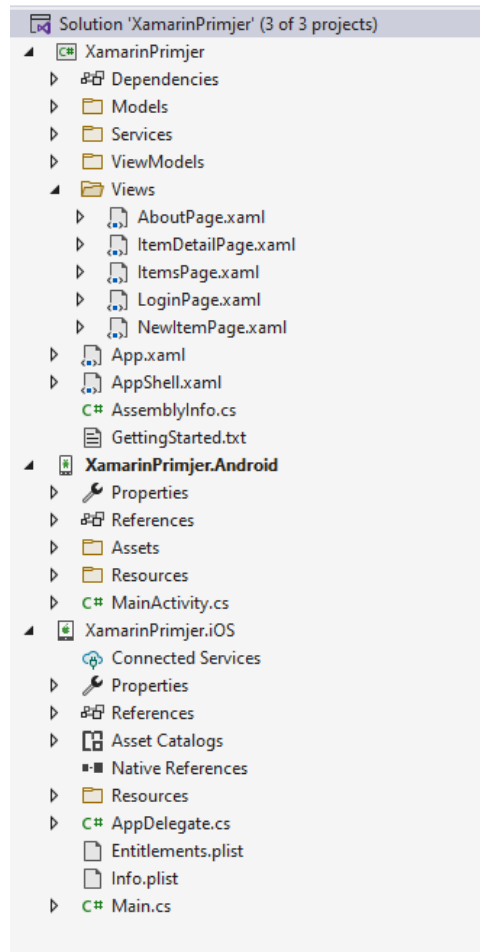 Solution 'XamarinPrimjer' (3 of 3 projects)
C# XamarinPrimjer
Dependencies
Models
Services
ViewModels
Views
AboutPage.xaml
ItemDetailPage.xaml
ItemsPage.xaml
LoginPage.xaml
NewItemPage.xaml
App.xaml
AppShell.xaml
C# AssemblyInfo.cs
GettingStarted.txt
XamarinPrimjer.Android
Properties
References
Assets
Resources
C# MainActivity.cs
XamarinPrimjer.iOS
Connected Services
Properties
References
Asset Catalogs
Native References
Resources
C# AppDelegate.cs
Entitlements.plist
Info.plist
C# Main.cs